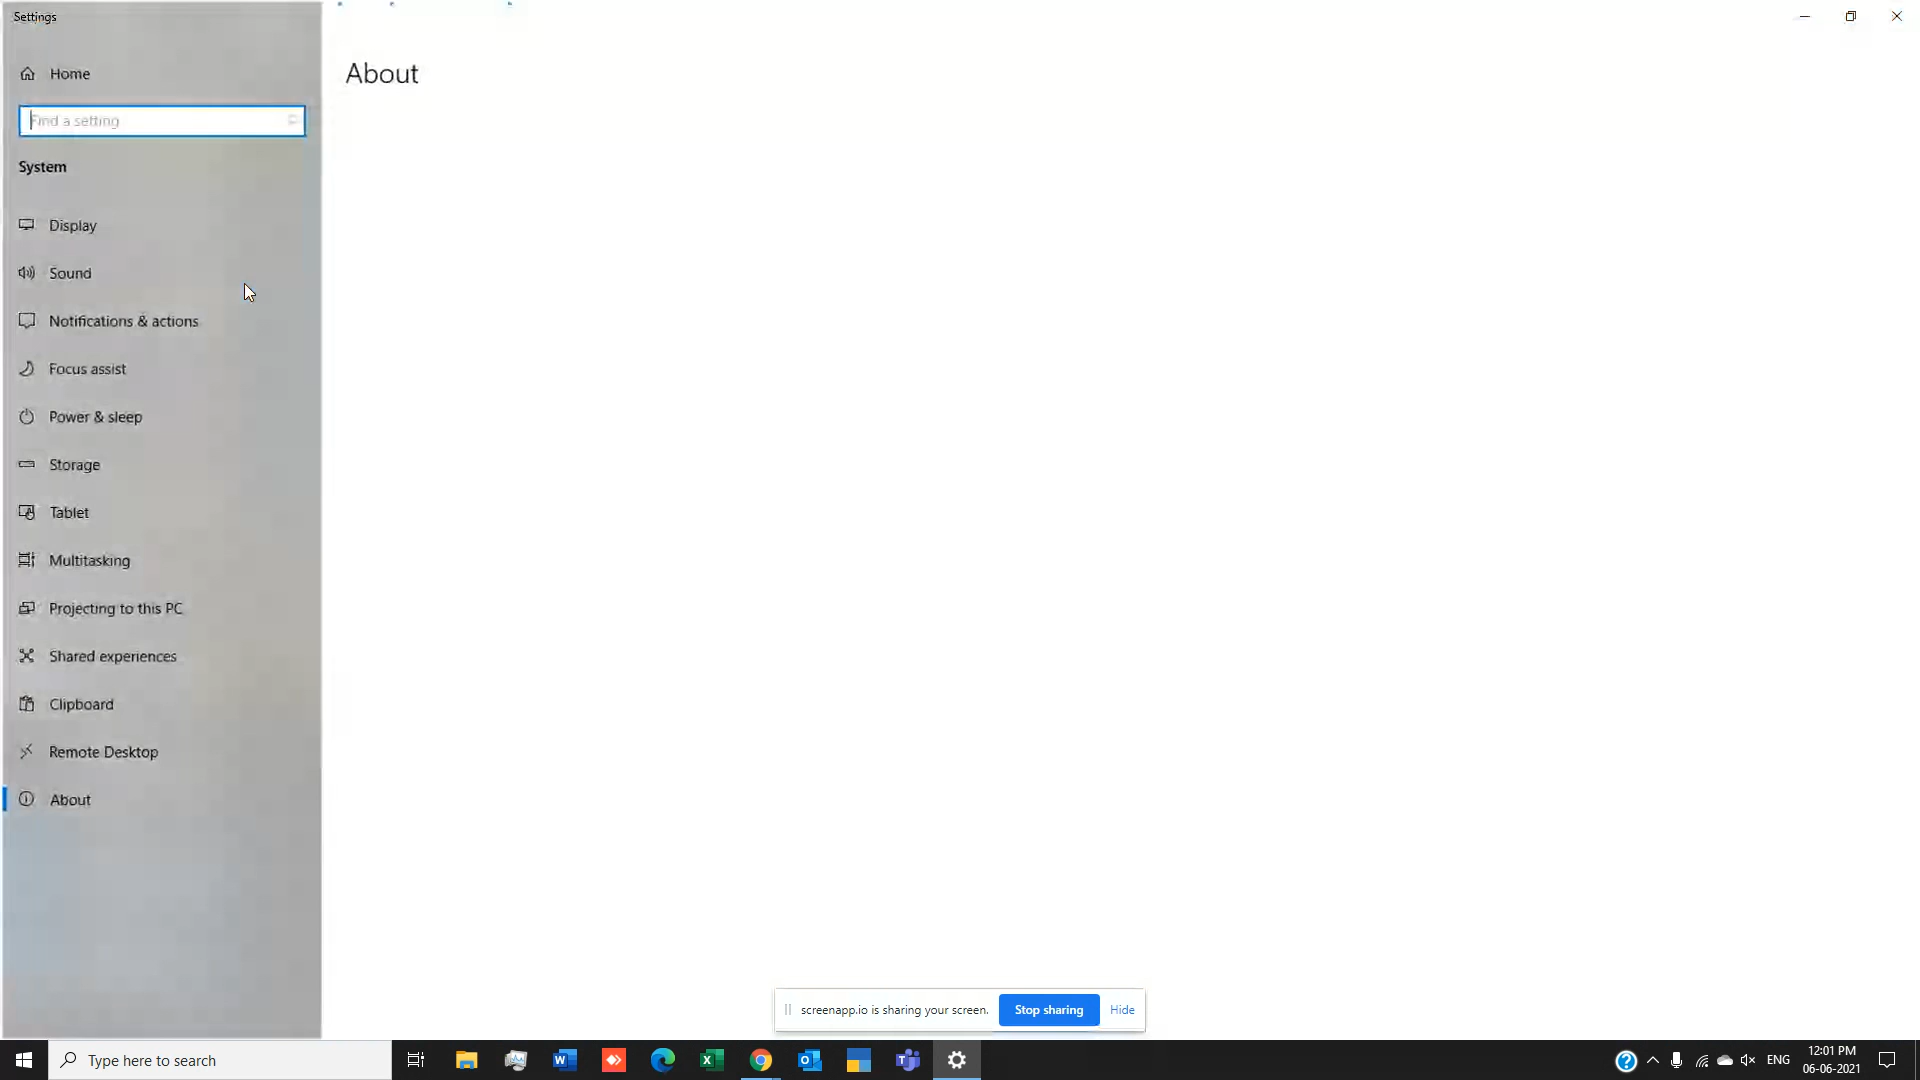 Settings
Home
About
Find a setting
System
Display
Sound
Notifications & actions
Focus assist
Power & sleep
Storage
Tablet
Multitasking
Projecting to this PC
Shared experiences
Clipboard
Remote Desktop
About
screenapp.io is sharing your screen. Stop sharing Hide
Type here to search
ENG
12:01 PM
06-06-2021